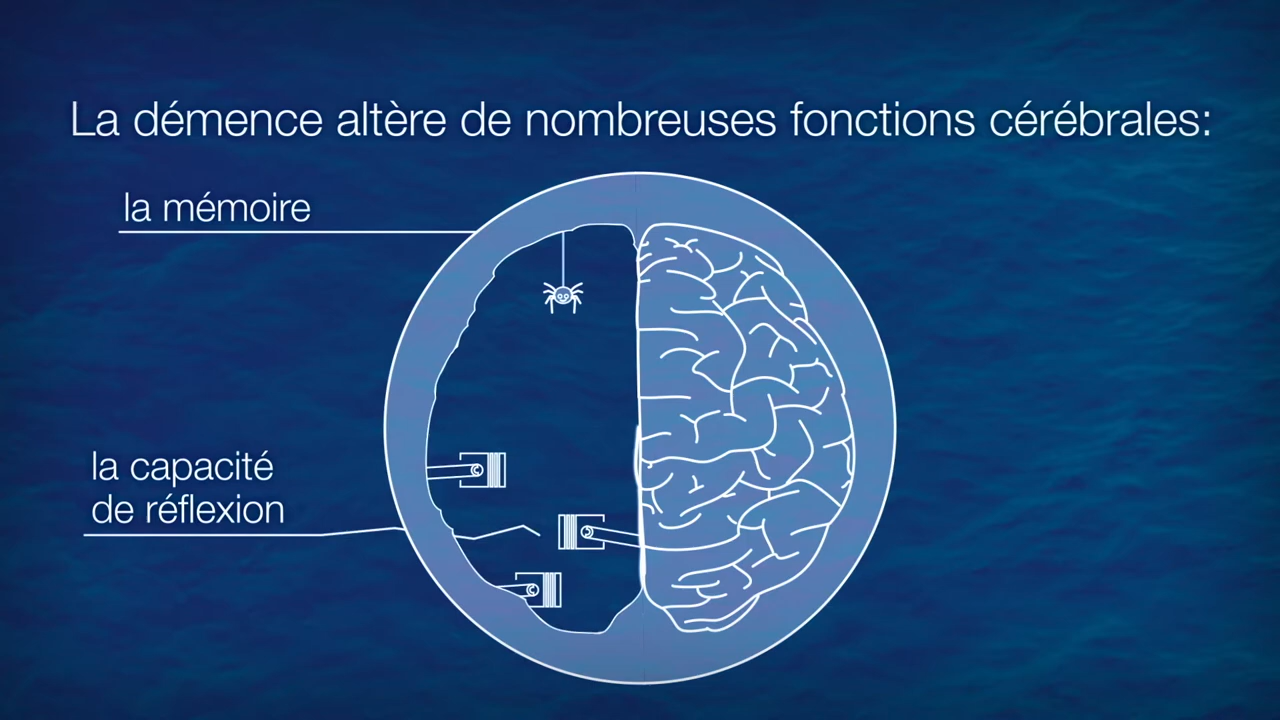 La démence altère de nombreuses fonctions cérébrales:
la mémoire
la capacité
de réflexion